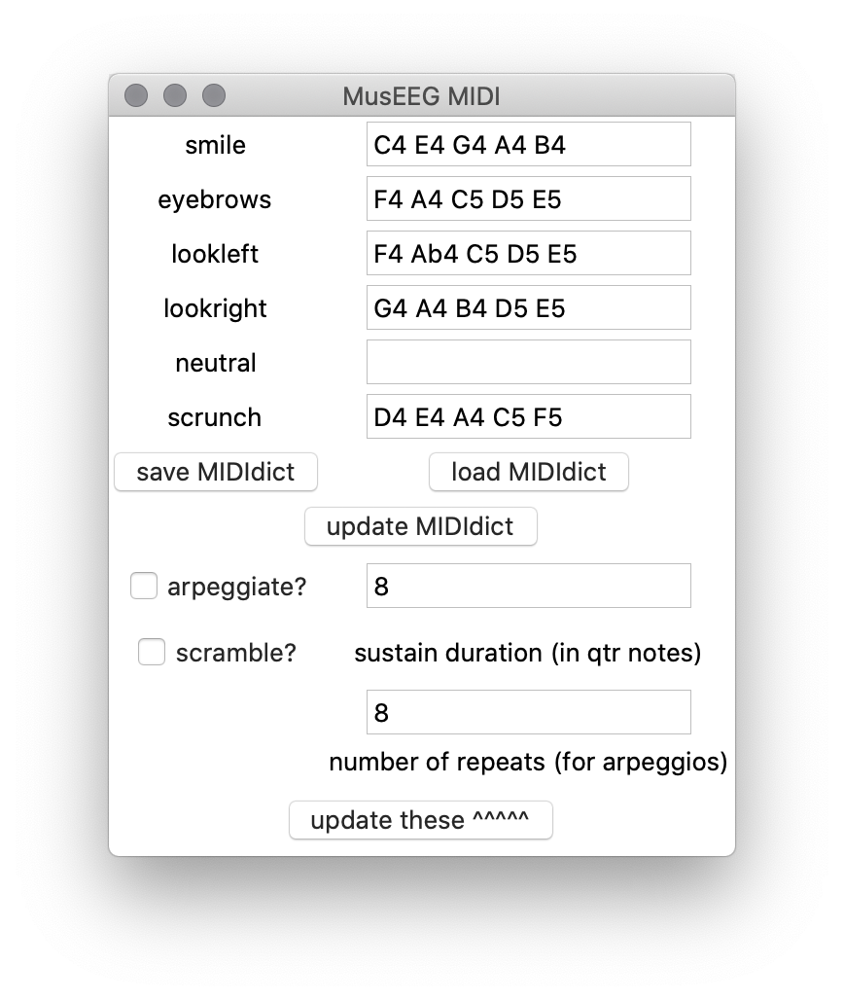 MusEEG MIDI
smile C4 E4 G4 A4 B4
eyebrows F4 A4 C5 D5 E5
lookleft F4 Ab4 C5 D5 E5
lookright G4 A4 B4 D5 E5
neutral
scrunch D4 E4 A4 C5 F5
save MIDIdict load MIDIdict
update MIDIdict
arpeggiate? 8
scramble? sustain duration (in qtr notes)
8
number of repeats (for arpeggios)
update these ^^^^^